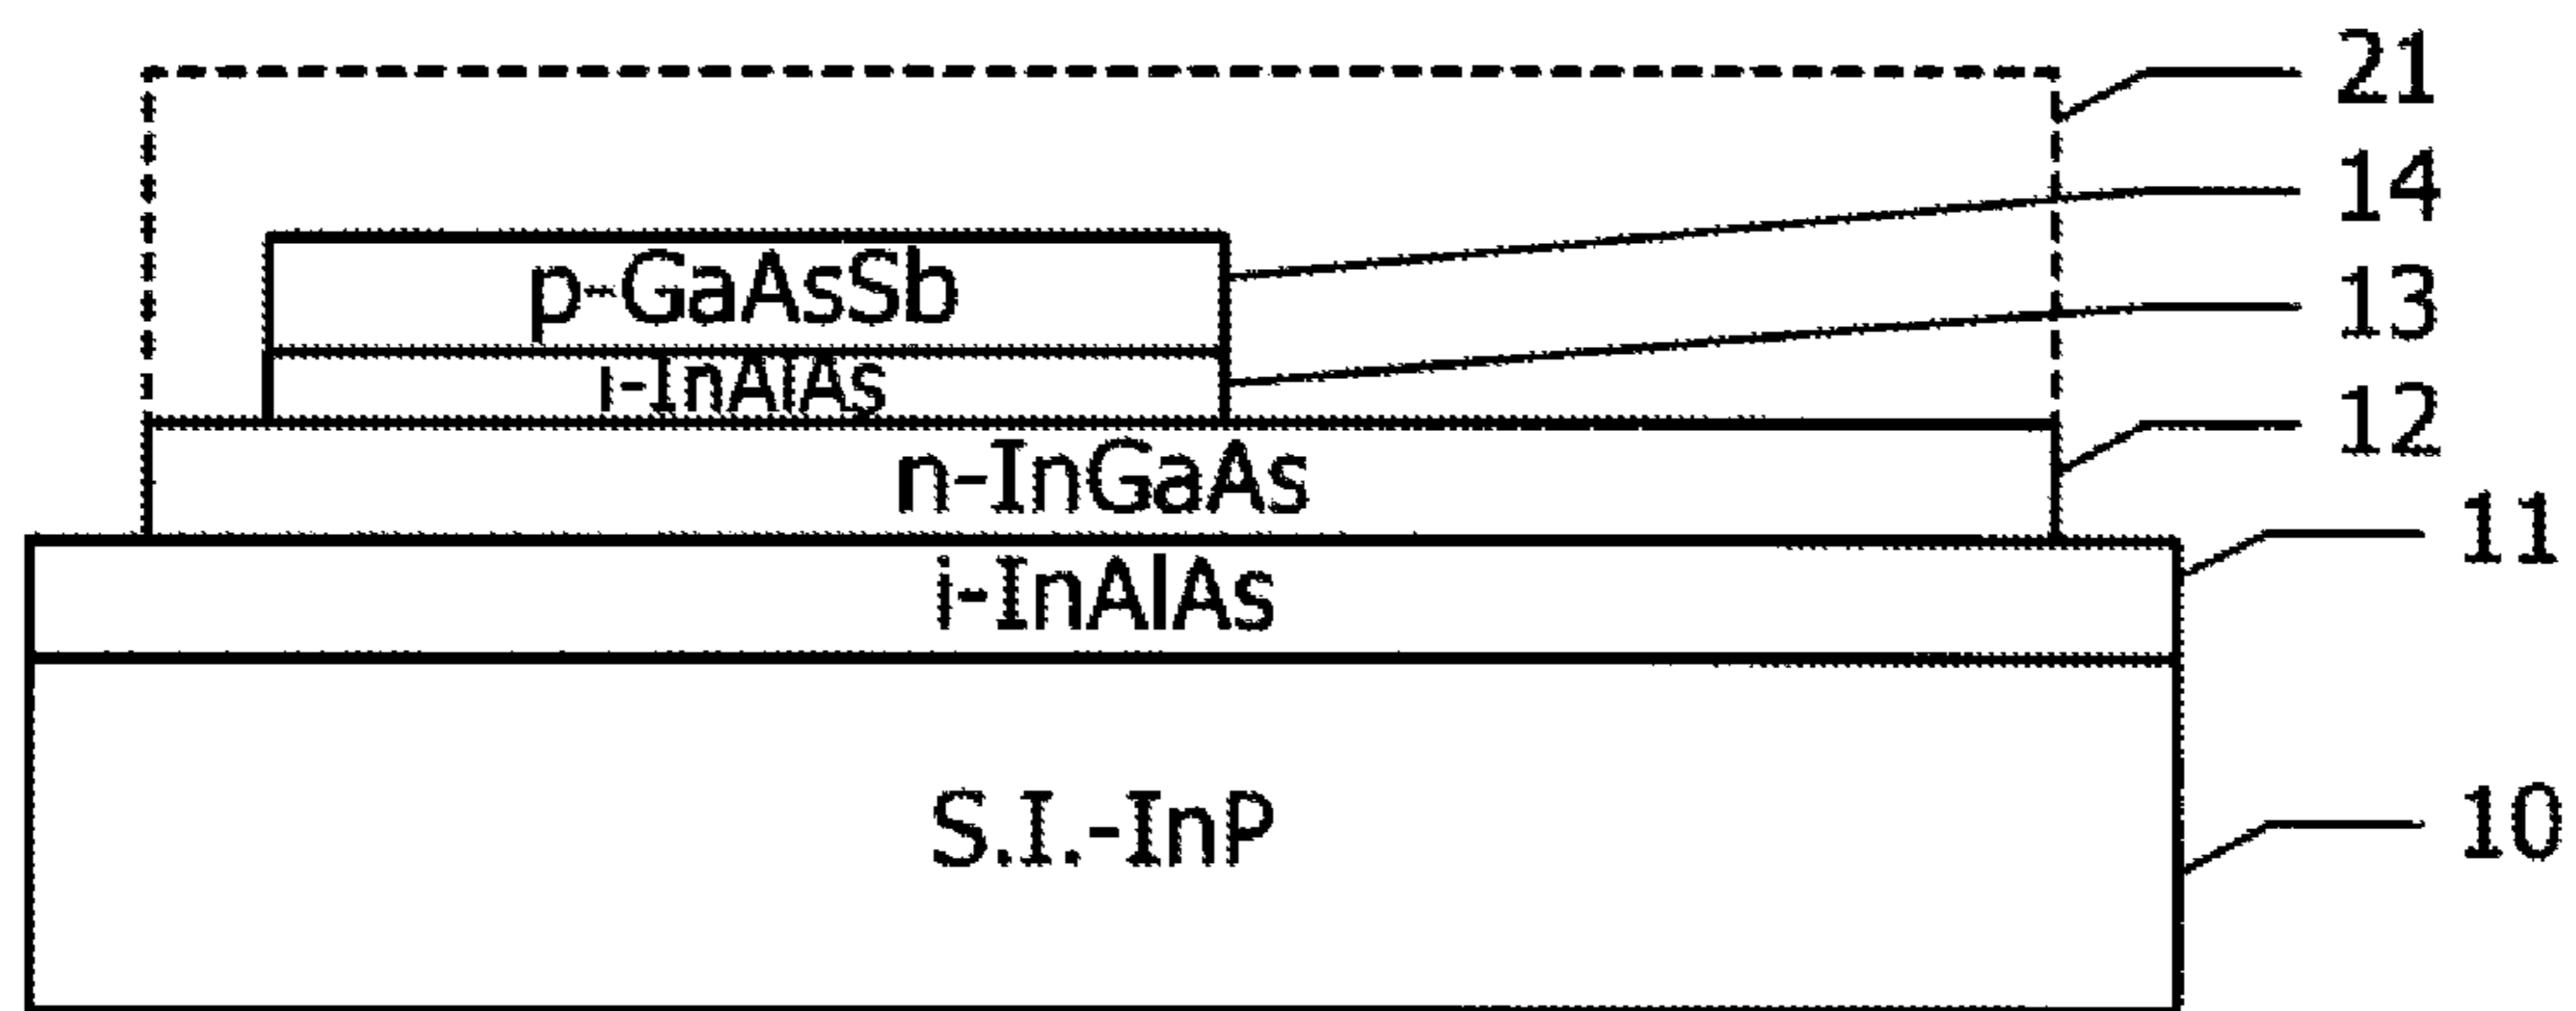 21
14
p-GaAsSb
13
i-InAlAs
12
n-InGaAs
11
i-InAlAs
S.I.-InP
10